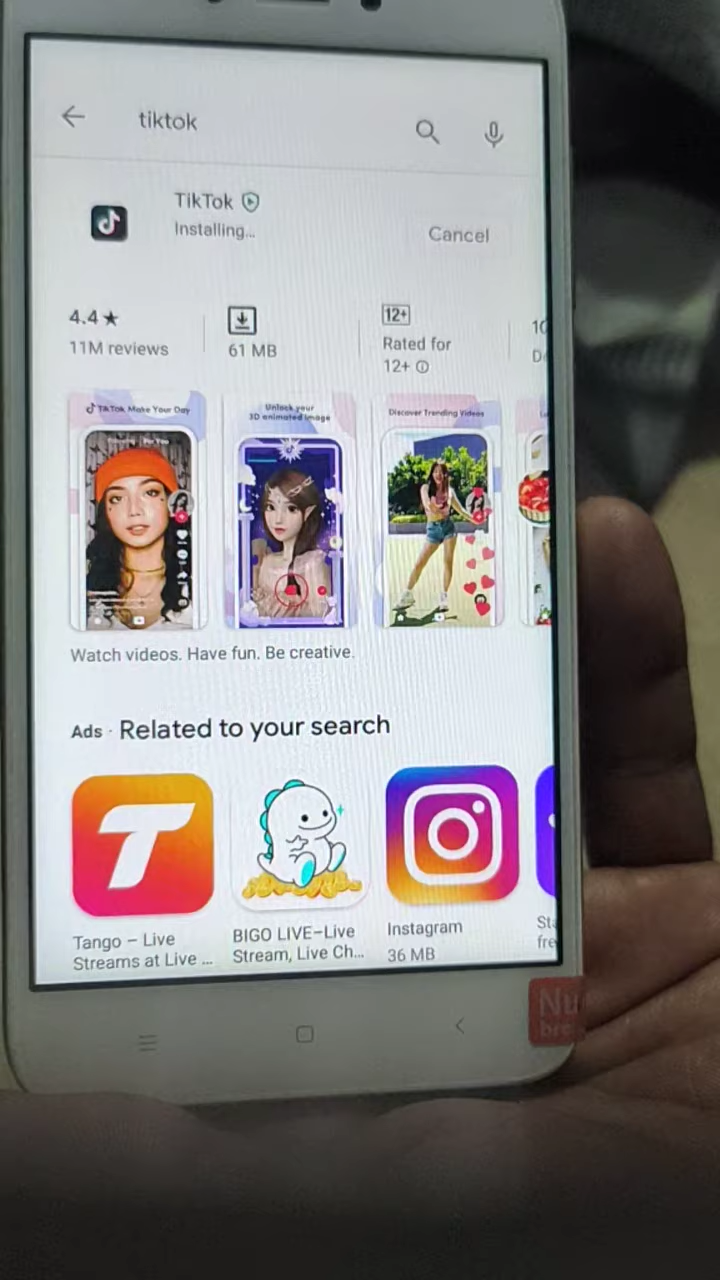 tiktok
TikTok
Installing...
Cancel
4.4★
11M reviews
61 MB
12+
Rated for
12+
TikTok Make Your Day
Unlock your
3D animated image
Discover Trending Videos
For You
Watch videos. Have fun. Be creative.
Ads · Related to your search
T
Tango – Live
Streams at Live ...
BIGO LIVE–Live
Stream, Live Ch...
Instagram
36 MB